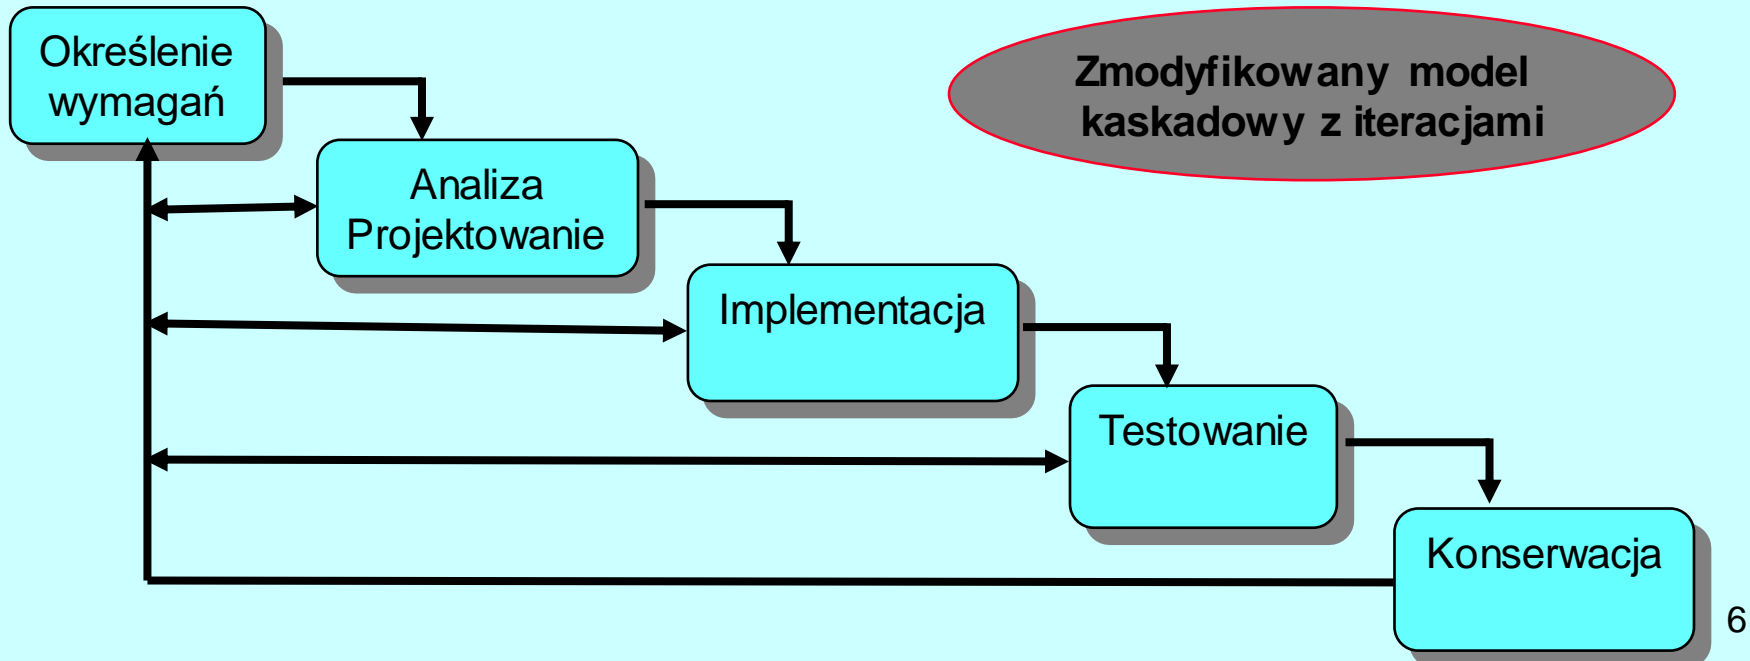 Określenie
wymagań
Zmodyfikowany model
kaskadowy z iteracjami
Analiza
Projektowanie
Implementacja
Testowanie
Konserwacja
6